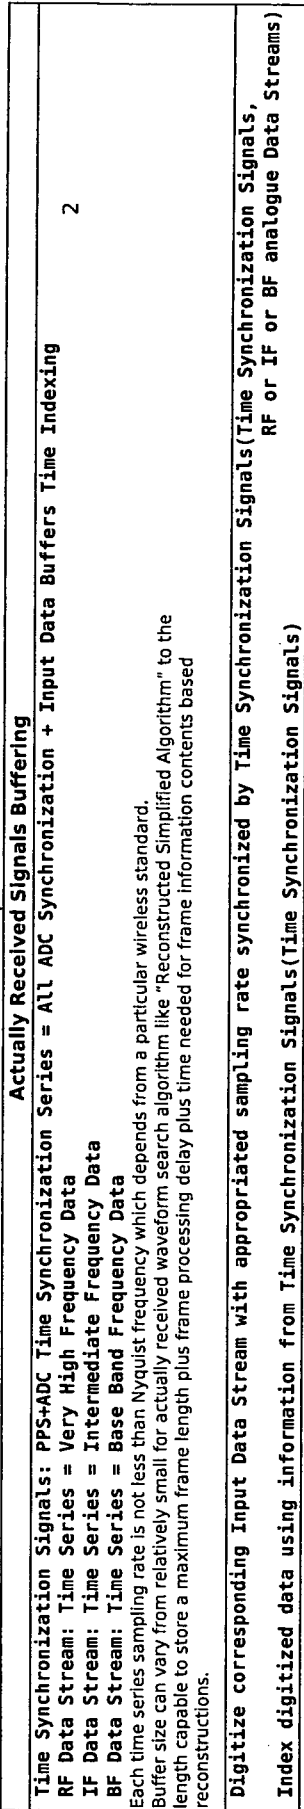 Actually Received Signals Buffering
Time Synchronization Signals: PPS+ADC Time Synchronization Series = All ADC Synchronization + Input Data Buffers Time Indexing
RF Data Stream: Time Series = Very High Frequency Data
2
IF Data Stream: Time Series = Intermediate Frequency Data
BF Data Stream: Time Series = Base Band Frequency Data
Each time series sampling rate is not less than Nyquist frequency which depends from a particular wireless standard.
Buffer size can vary from relatively small for actually received waveform search algorithm like "Reconstructed Simplified Algorithm" to the
length capable to store a maximum frame length plus frame processing delay plus time needed for frame information contents based
reconstructions.
Digitize corresponding Input Data Stream with appropriated sampling rate synchronized by Time Synchronization Signals(Time Synchronization Signals,
RF or IF or BF analogue Data Streams)
Index digitized data using information from Time Synchronization Signals(Time Synchronization Signals)